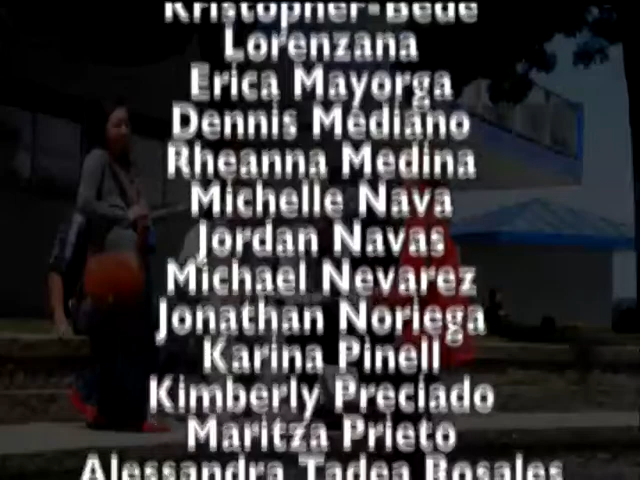 Kristopher-Bede
Lorenzana
Erica Mayorga
Dennis Mediano
Rheanna Medina
Michelle Nava
Jordan Navas
Michael Nevarez
Jonathan Noriega
Karina Pinell
Kimberly Preciado
Maritza Prieto
Alessandra Tadea Rosales